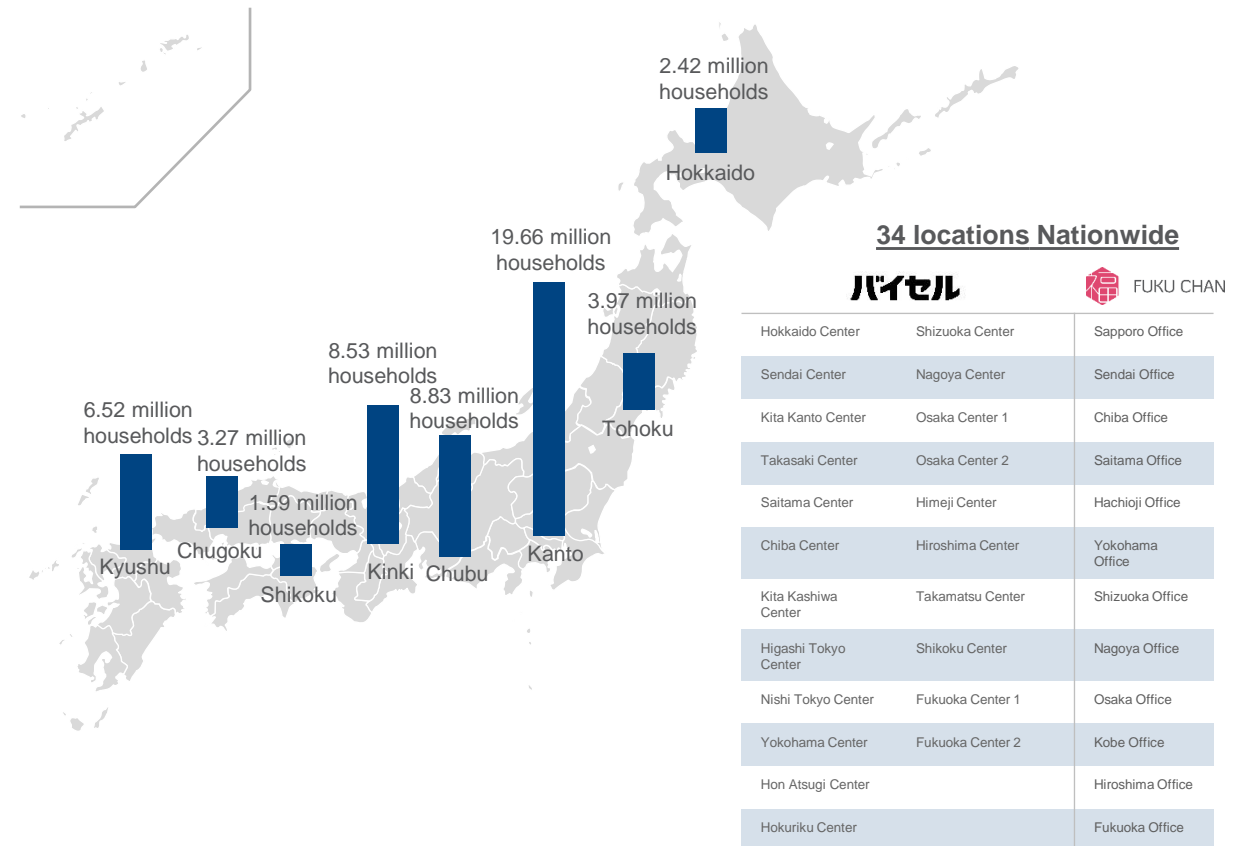 2.42 million
households
Hokkaido
19.66 million
households
3.97 million
households
8.53 million
households
8.83 million
households
6.52 million
households
3.27 million
households
1.59 million
households
Tohoku
Kanto
Chugoku
Kyushu
Kinki
Chubu
Shikoku
34 locations Nationwide
バイセル
福
FUKU CHAN
Hokkaido Center Shizuoka Center Sapporo Office
Sendai Center Nagoya Center Sendai Office
Kita Kanto Center Osaka Center 1 Chiba Office
Takasaki Center Osaka Center 2 Saitama Office
Saitama Center Himeji Center Hachioji Office
Chiba Center Hiroshima Center Yokohama
Office
Kita Kashiwa Takamatsu Center Shizuoka Office
Center
Higashi Tokyo Shikoku Center Nagoya Office
Center
Nishi Tokyo Center Fukuoka Center 1 Osaka Office
Yokohama Center Fukuoka Center 2 Kobe Office
Hon Atsugi Center Hiroshima Office
Hokuriku Center Fukuoka Office